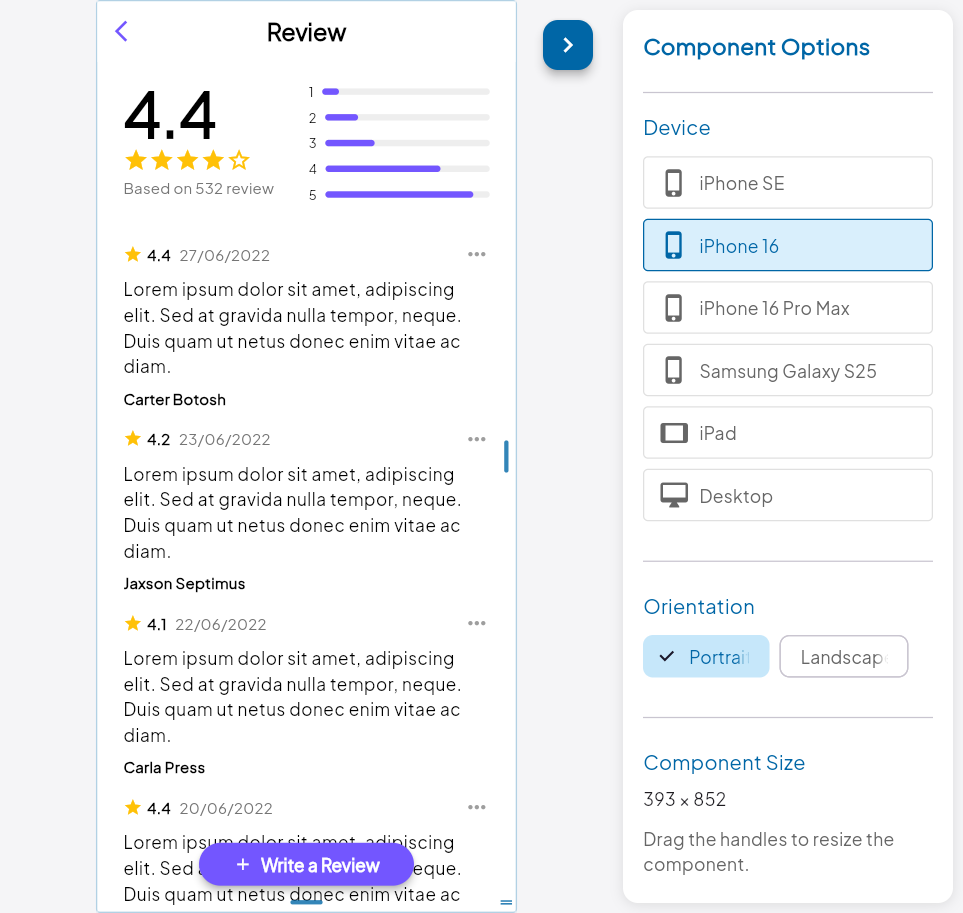 Review
4.4
Based on 532 review
1
2
3
4
5
4.4 27/06/2022
Lorem ipsum dolor sit amet, adipiscing
elit. Sed at gravida nulla tempor, neque.
Duis quam ut netus donec enim vitae ac
diam.
Carter Botosh
4.2 23/06/2022
Lorem ipsum dolor sit amet, adipiscing
elit. Sed at gravida nulla tempor, neque.
Duis quam ut netus donec enim vitae ac
diam.
Jaxson Septimus
4.1 22/06/2022
Lorem ipsum dolor sit amet, adipiscing
elit. Sed at gravida nulla tempor, neque.
Duis quam ut netus donec enim vitae ac
diam.
Carla Press
4.4 20/06/2022
Lorem ipsum dolor sit amet, adipiscing
elit. S
eque.
+ Write a Review
Duis quam ut netus donec enim vitae ac
Component Options
Device
iPhone SE
iPhone 16
iPhone 16 Pro Max
Samsung Galaxy S25
iPad
Desktop
Orientation
Portrait
Landscap
Component Size
393 × 852
Drag the handles to resize the
component.